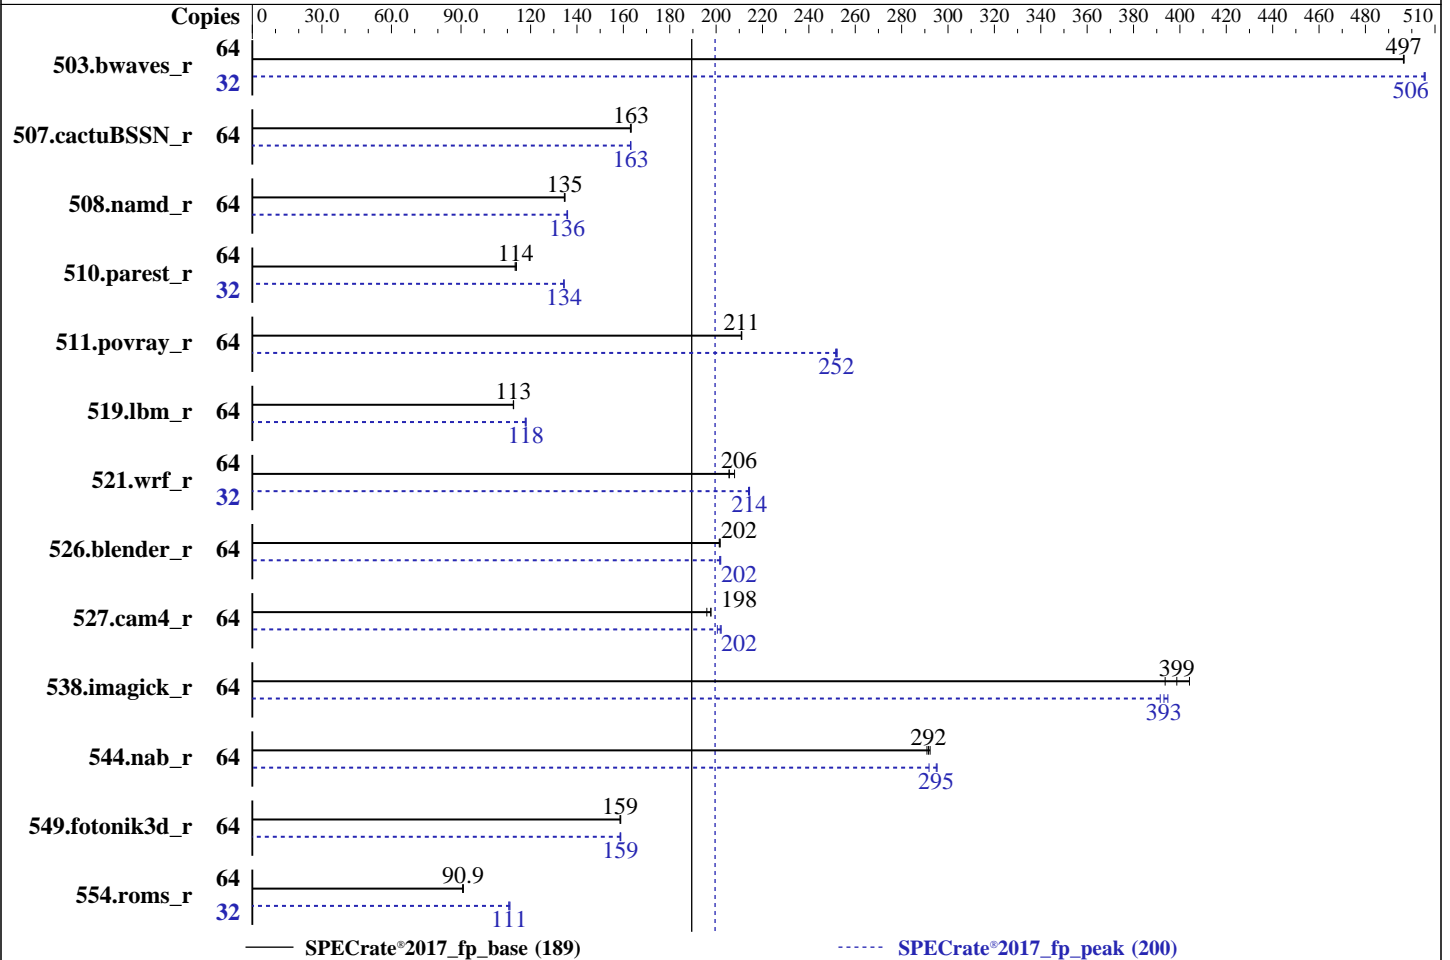 Copies 0 30.0 60.0 90.0 120 140 160 180 200 220 240 260 280 300 320 340 360 380 400 420 440 460 480 510
503.bwaves_r 64 497
32 506
507.cactuBSSN_r 64 163
163
508.namd_r 64 135
136
510.parest_r 64 114
32 134
511.povray_r 64 211
252
519.lbm_r 64 113
118
521.wrf_r 64 206
32 214
526.blender_r 64 202
202
527.cam4_r 64 198
202
538.imagick_r 64 399
393
544.nab_r 64 292
295
549.fotonik3d_r 64 159
159
554.roms_r 64 90.9
32 111
SPECrate®2017_fp_base (189) SPECrate®2017_fp_peak (200)